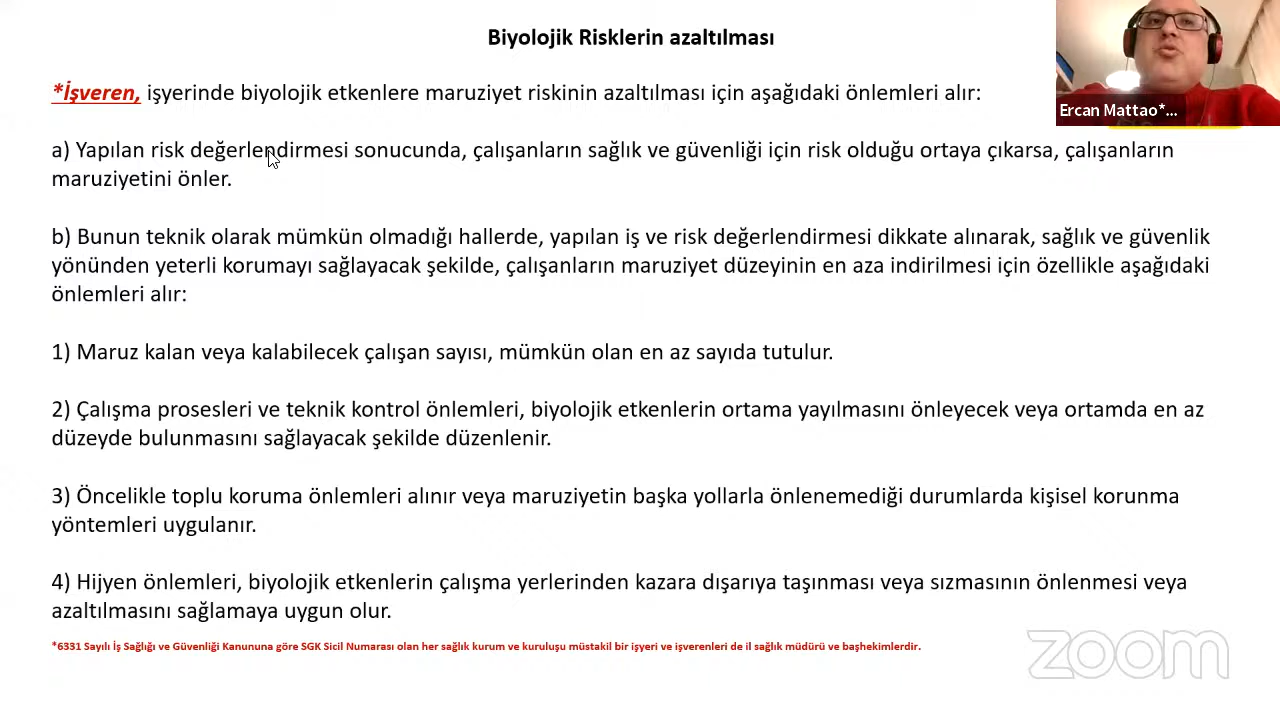 Biyolojik Risklerin azaltılması
*İşveren, işyerinde biyolojik etkenlere maruziyet riskinin azaltılması için aşağıdaki önlemleri alır:
Ercan Mattao*...
a) Yapılan risk değerlendirmesi sonucunda, çalışanların sağlık ve güvenliği için risk olduğu ortaya çıkarsa, çalışanların
maruziyetini önler.
b) Bunun teknik olarak mümkün olmadığı hallerde, yapılan iş ve risk değerlendirmesi dikkate alınarak, sağlık ve güvenlik
yönünden yeterli korumayı sağlayacak şekilde, çalışanların maruziyet düzeyinin en aza indirilmesi için özellikle aşağıdaki
önlemleri alır:
1) Maruz kalan veya kalabilecek çalışan sayısı, mümkün olan en az sayıda tutulur.
2) Çalışma prosesleri ve teknik kontrol önlemleri, biyolojik etkenlerin ortama yayılmasını önleyecek veya ortamda en az
düzeyde bulunmasını sağlayacak şekilde düzenlenir.
3) Öncelikle toplu koruma önlemleri alınır veya maruziyetin başka yollarla önlenemediği durumlarda kişisel korunma
yöntemleri uygulanır.
4) Hijyen önlemleri, biyolojik etkenlerin çalışma yerlerinden kazara dışarıya taşınması veya sızmasının önlenmesi veya
azaltılmasını sağlamaya uygun olur.
*6331 Sayılı İş Sağlığı ve Güvenliği Kanununa göre SGK Sicil Numarası olan her sağlık kurum ve kuruluşu müstakil bir işyeri ve işverenleri de il sağlık müdürü ve başhekimlerdir.
zoom